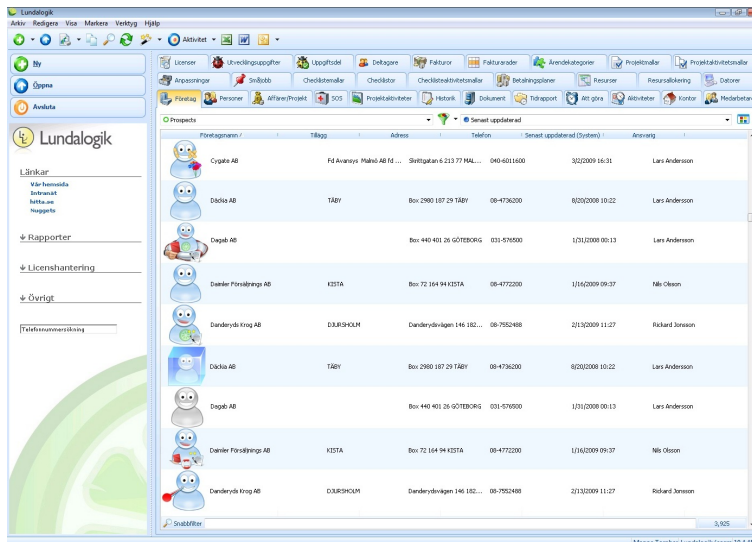 Lundalogik
Arkiv Redigera Visa Markera Verktyg Hjälp
Aktivitet
Ny
Öppna
Avsluta
Lundalogik
Länkar
Vår hemsida
Intranät
hitta.se
Nuggets
Rapporter
Licenshantering
Övrigt
Telefonnummersökning
Licenser Utvecklingsuppgifter Uppgiftsdel Deltagare Fakturor Fakturarader Ärendekategorier Projektmallar Projektaktivitetsmallar
Anpassningar Småjobb Checklistemallar Checklistor Checklisteaktivitetsmallar Betalningsplaner Resurser Resursallokering Datorer
Företag Personer Affärer/Projekt SOS Projektaktiviteter Historik Dokument Tidrapport Att göra Aktiviteter Kontor Medarbetare
Prospects Senast uppdaterad
Företagsnamn / Tillägg Adress Telefon Senast uppdaterad (System) Ansvarig
Cygate AB Fd Avansys Malmö AB fd ... Skrittgatan 6 213 77 MAL... 040-6011600 3/2/2009 16:31 Lars Andersson
Däckia AB TÄBY Box 2980 187 29 TÄBY 08-4736200 8/20/2008 10:22 Lars Andersson
Dagab AB Box 440 401 26 GÖTEBORG 031-576500 1/31/2008 00:13 Lars Andersson
Daimler Försäljnings AB KISTA Box 72 164 94 KISTA 08-4772200 1/16/2009 09:37 Nils Olsson
Danderyds Krog AB DJURSHOLM Danderydsvägen 146 182... 08-7552488 2/13/2009 11:27 Rickard Jonsson
Däckia AB TÄBY Box 2980 187 29 TÄBY 08-4736200 8/20/2008 10:22 Lars Andersson
Dagab AB Box 440 401 26 GÖTEBORG 031-576500 1/31/2008 00:13 Lars Andersson
Daimler Försäljnings AB KISTA Box 72 164 94 KISTA 08-4772200 1/16/2009 09:37 Nils Olsson
Danderyds Krog AB DJURSHOLM Danderydsvägen 146 182... 08-7552488 2/13/2009 11:27 Rickard Jonsson
Snabbfilter 3,925